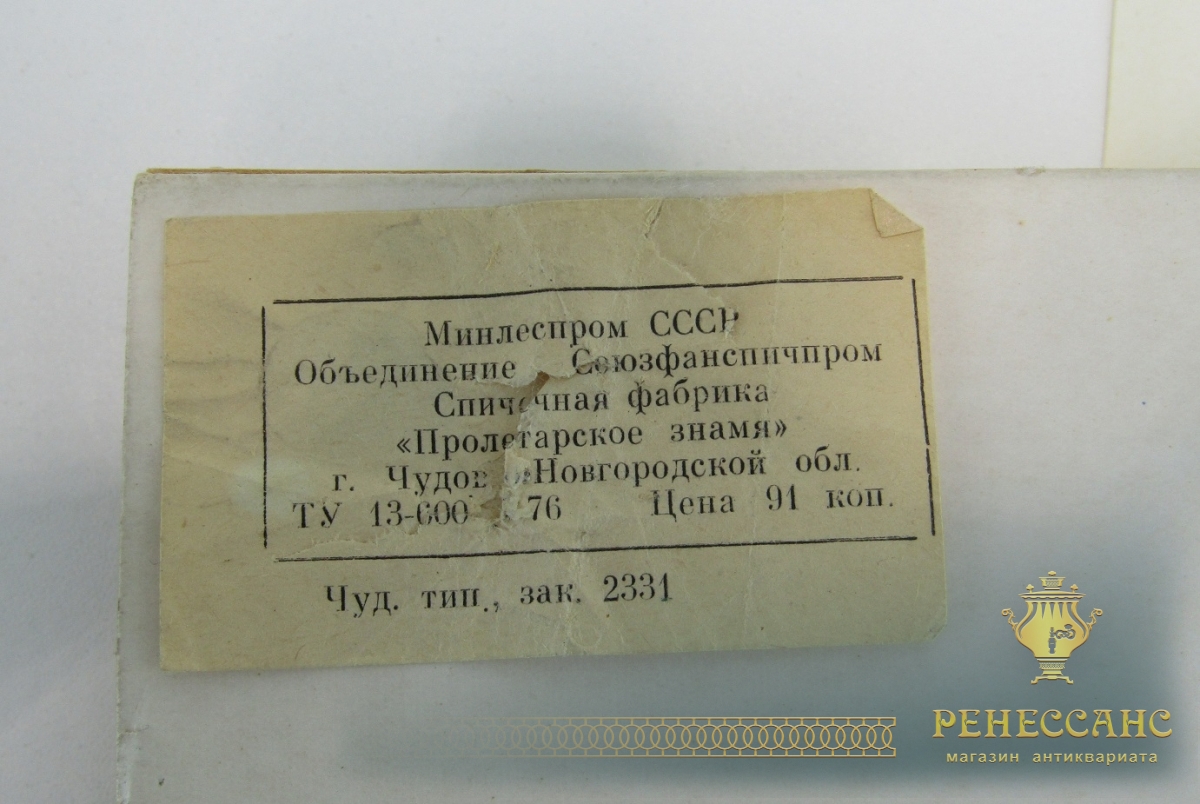 Минлеспром СССР
Объединение Союзфанспичпром
Спичечная фабрика
«Пролетарское знамя»
г. Чудово Новгородской обл.
ТУ 13-600 76 Цена 91 коп.
Чуд. тип., зак. 2331
РЕНЕССАНС
магазин антиквариата